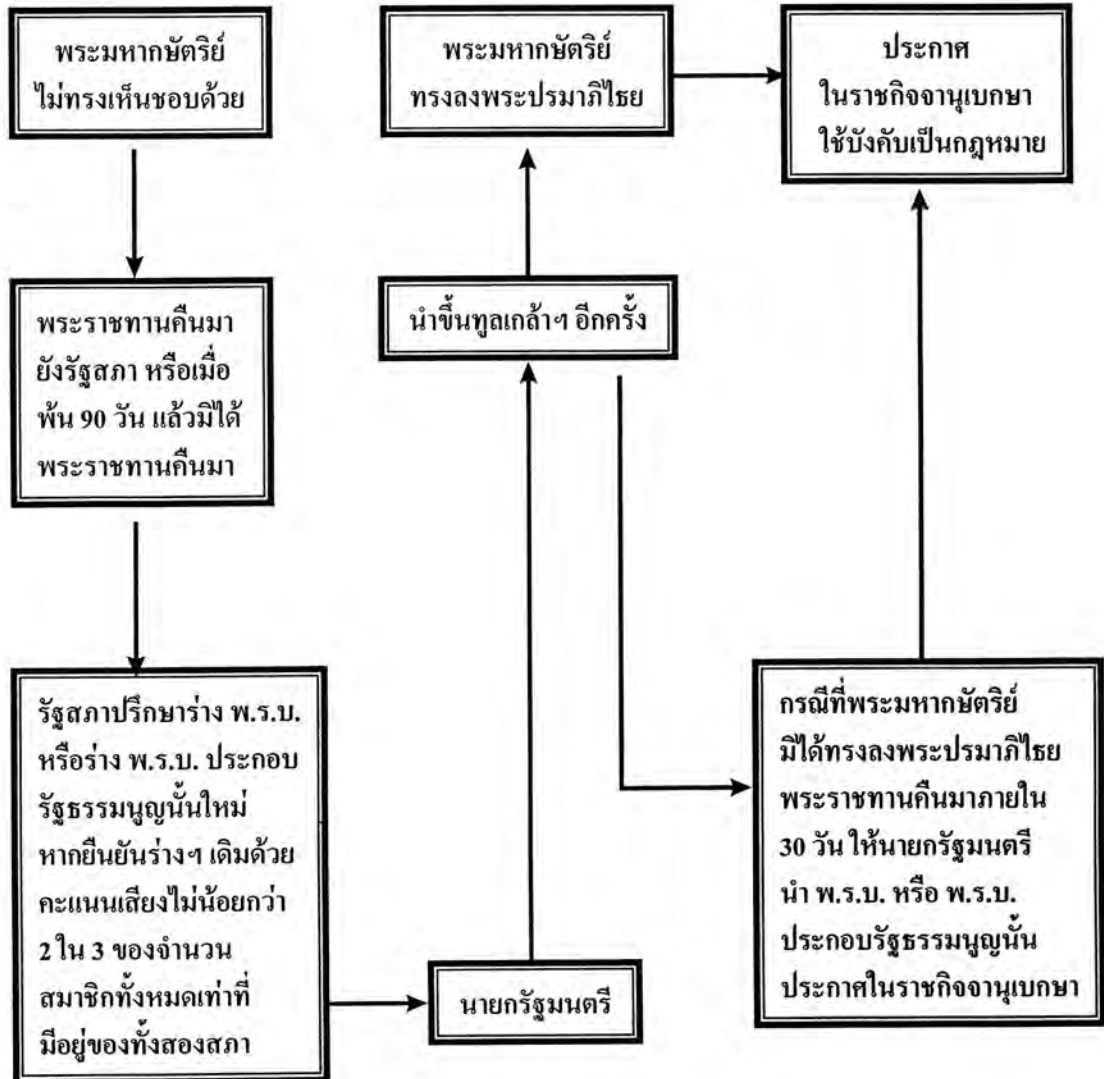 พระมหากษัตริย์
ไม่ทรงเห็นชอบด้วย
พระราชทานคืนมา
ยังรัฐสภา หรือเมื่อ
พ้น 90 วัน แล้วมิได้
พระราชทานคืนมา
รัฐสภาปรึกษาร่าง พ.ร.บ.
หรือร่าง พ.ร.บ. ประกอบ
รัฐธรรมนูญนั้นใหม่
หากยืนยันร่างฯ เดิมด้วย
คะแนนเสียงไม่น้อยกว่า
2 ใน 3 ของจำนวน
สมาชิกทั้งหมดเท่าที่
มีอยู่ของทั้งสองสภา
นายกรัฐมนตรี
นำขึ้นทูลเกล้าฯ อีกครั้ง
พระมหากษัตริย์
ทรงลงพระปรมาภิไธย
ประกาศ
ในราชกิจจานุเบกษา
ใช้บังคับเป็นกฎหมาย
กรณีที่พระมหากษัตริย์
มิได้ทรงลงพระปรมาภิไธย
พระราชทานคืนมาภายใน
30 วัน ให้นายกรัฐมนตรี
นำ พ.ร.บ. หรือ พ.ร.บ.
ประกอบรัฐธรรมนูญนั้น
ประกาศในราชกิจจานุเบกษา